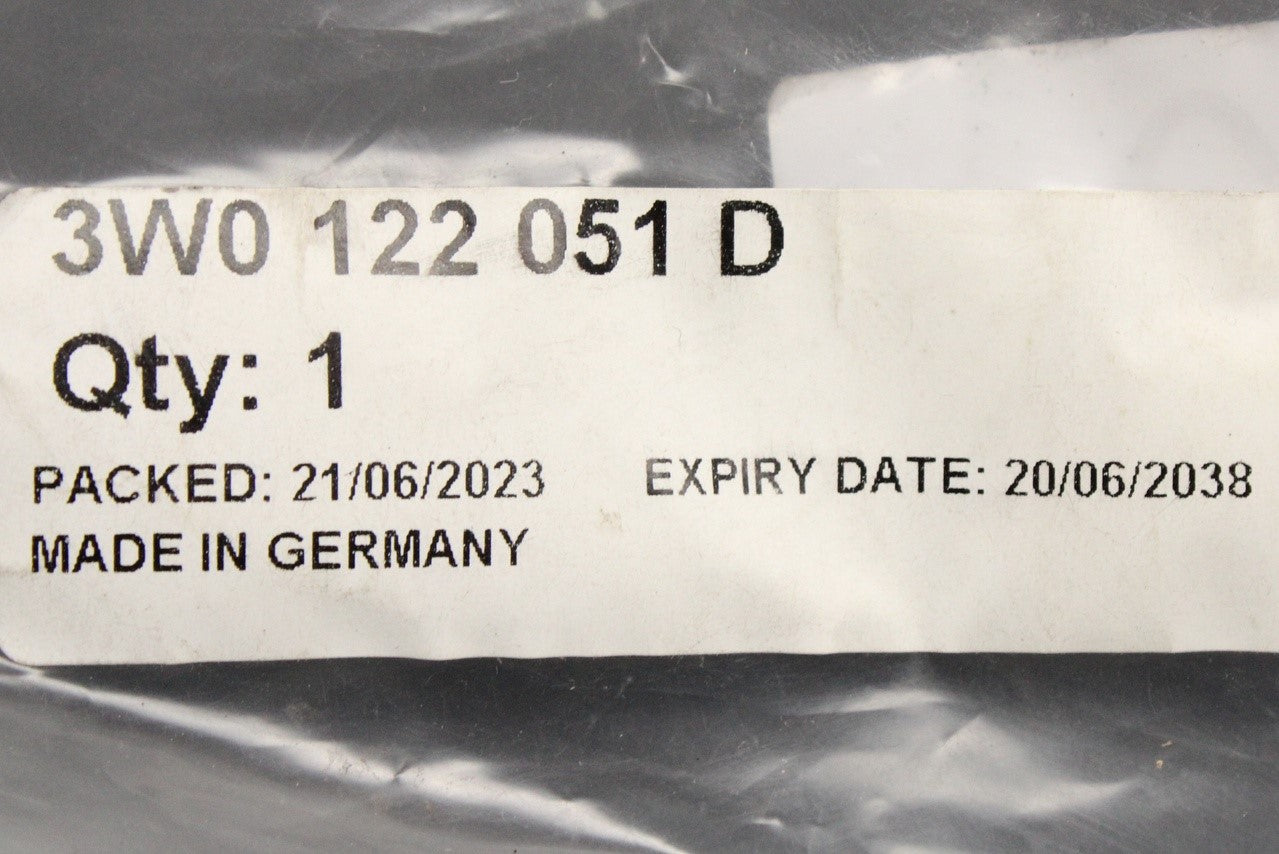 3W0 122 051 D
Qty: 1
PACKED: 21/06/2023 EXPIRY DATE: 20/06/2038
MADE IN GERMANY